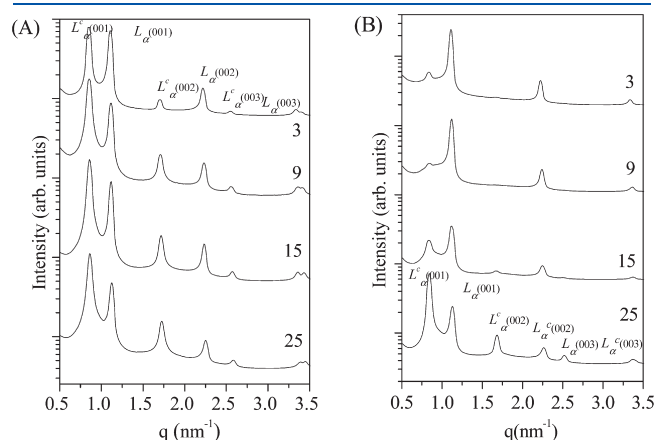 (A)
L^c_α(001)
L_α(001)
L^c_α(002)
L_α(002)
L^c_α(003)
L_α(003)
3
9
15
25
Intensity (arb. units)
0.5 1.0 1.5 2.0 2.5 3.0 3.5
q (nm^-1)
(B)
3
9
15
25
L^c_α(001)
L_α(001)
L^c_α(002)
L_α^c(002)
L_α(003)
L_α^c(003)
Intensity (arb. units)
0.5 1.0 1.5 2.0 2.5 3.0 3.5
q(nm^-1)